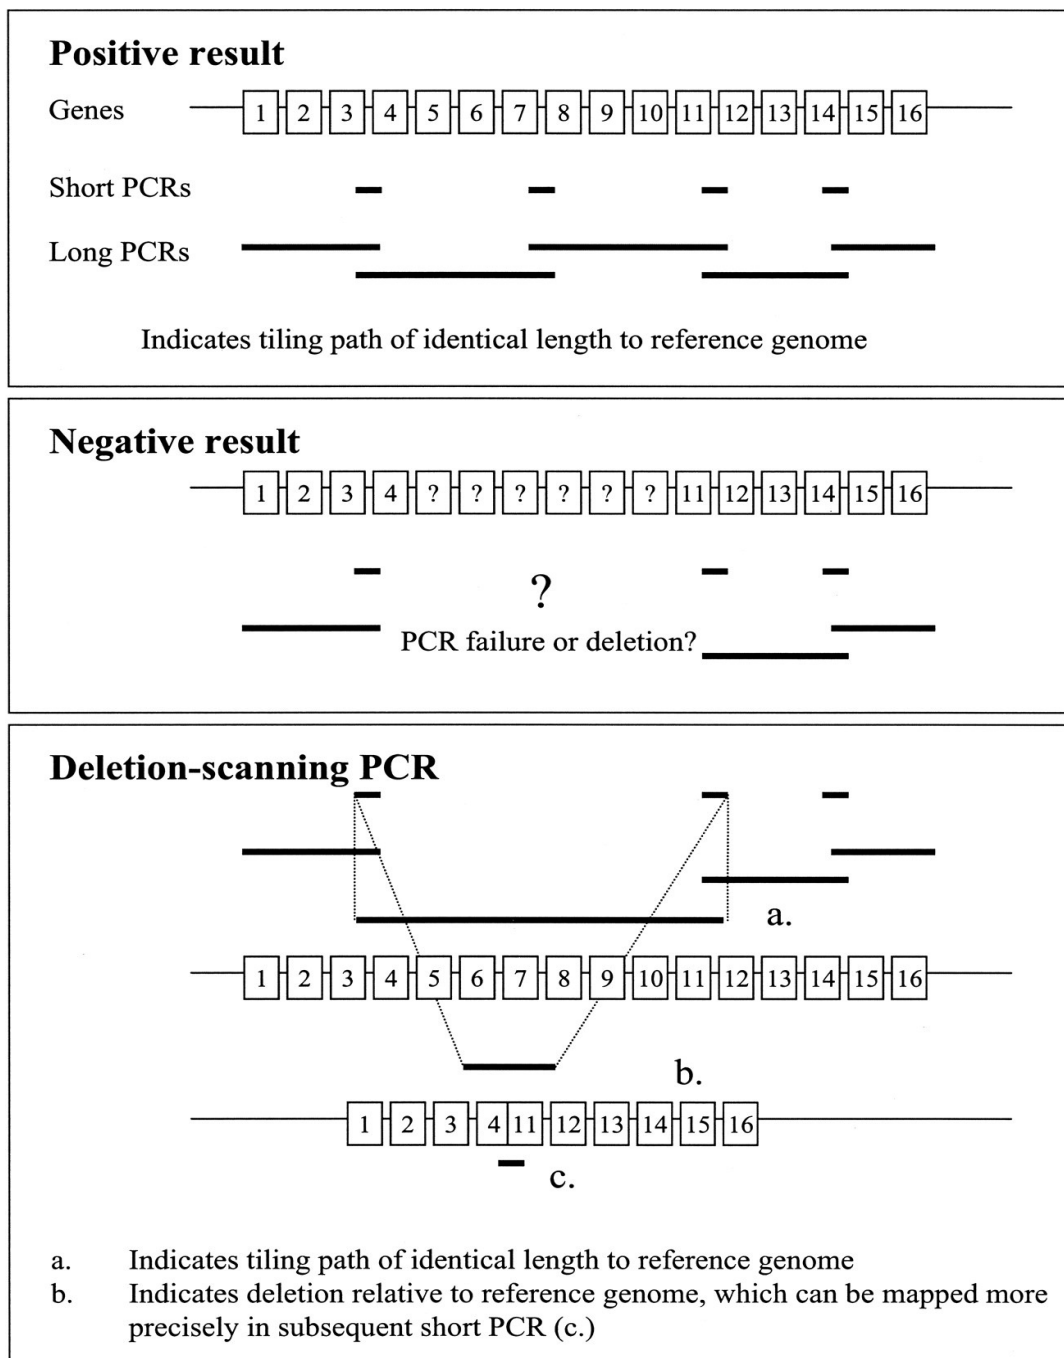 Positive result
Genes 1 2 3 4 5 6 7 8 9 10 11 12 13 14 15 16
Short PCRs
Long PCRs
Indicates tiling path of identical length to reference genome
Negative result
1 2 3 4 ? ? ? ? ? ? 11 12 13 14 15 16
?
PCR failure or deletion?
Deletion-scanning PCR
a.
1 2 3 4 5 6 7 8 9 10 11 12 13 14 15 16
b.
1 2 3 4 11 12 13 14 15 16
c.
a. Indicates tiling path of identical length to reference genome
b. Indicates deletion relative to reference genome, which can be mapped more
precisely in subsequent short PCR (c.)